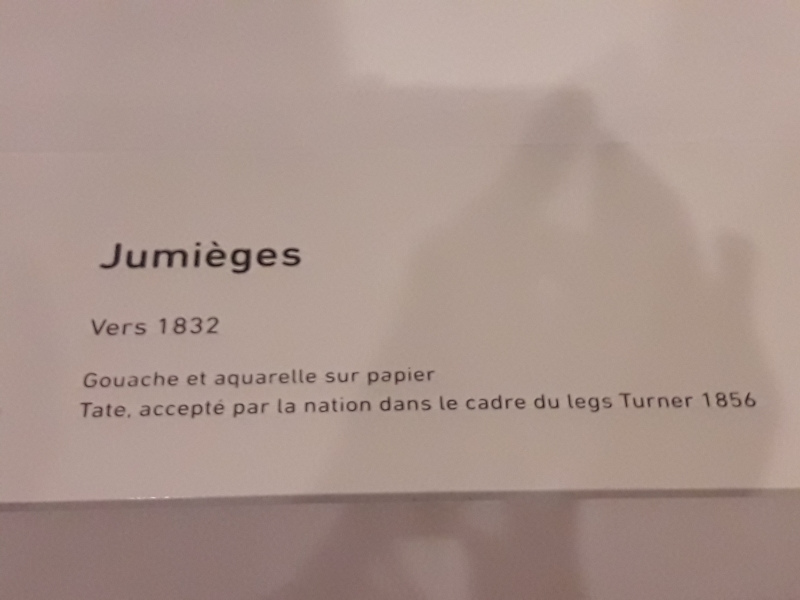 Jumièges
Vers 1832
Gouache et aquarelle sur papier
Tate, accepté par la nation dans le cadre du legs Turner 1856